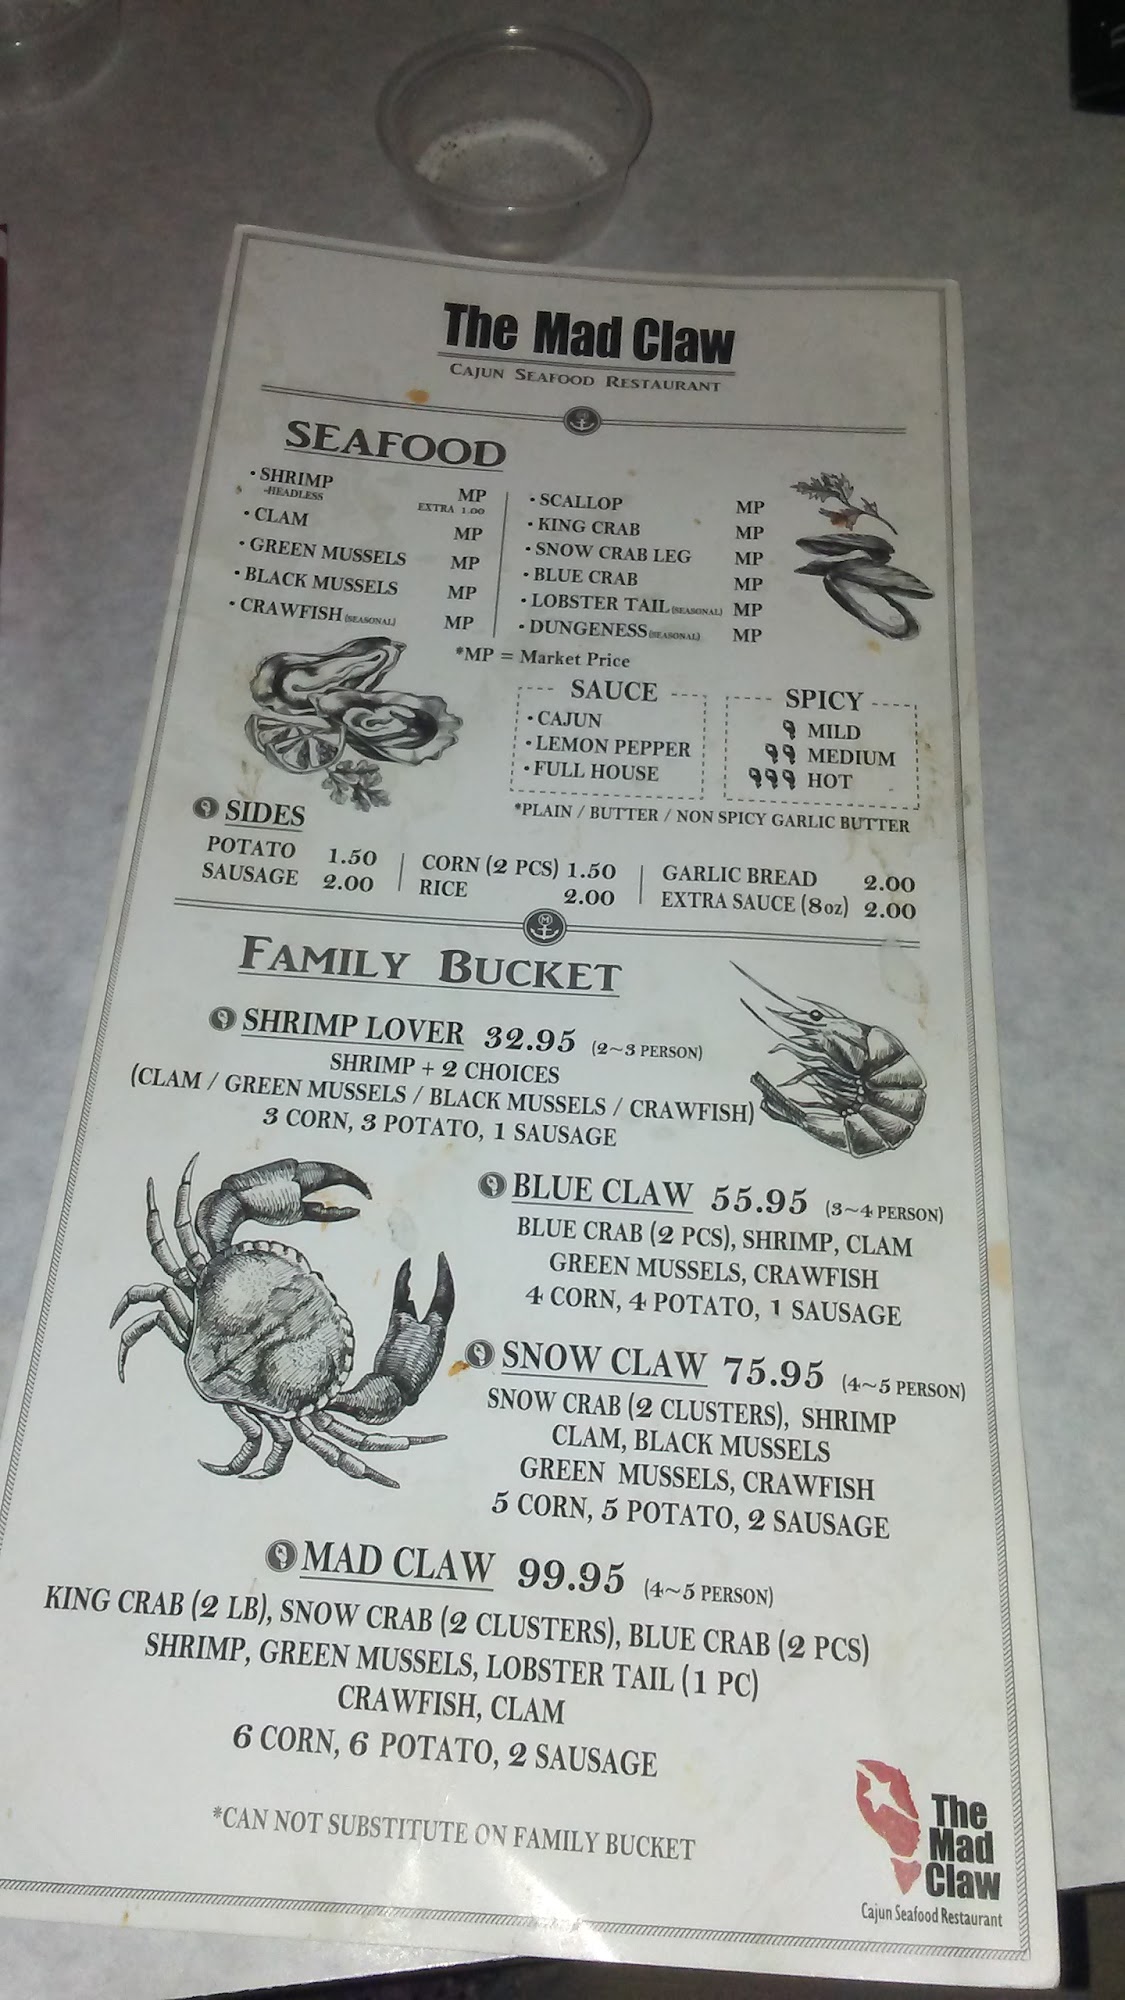 The Mad Claw
CAJUN SEAFOOD RESTAURANT
M
SEAFOOD
· SHRIMP MP
-HEADLESS EXTRA 1.00
· CLAM MP
· GREEN MUSSELS MP
· BLACK MUSSELS MP
· CRAWFISH (SEASONAL) MP
· SCALLOP MP
· KING CRAB MP
· SNOW CRAB LEG MP
· BLUE CRAB MP
· LOBSTER TAIL (SEASONAL) MP
· DUNGENESS (SEASONAL) MP
*MP = Market Price
SAUCE
· CAJUN
· LEMON PEPPER
· FULL HOUSE
SPICY
MILD
MEDIUM
HOT
*PLAIN / BUTTER / NON SPICY GARLIC BUTTER
SIDES
POTATO 1.50
SAUSAGE 2.00
CORN (2 PCS) 1.50
RICE 2.00
GARLIC BREAD 2.00
EXTRA SAUCE (8oz) 2.00
M
FAMILY BUCKET
SHRIMP LOVER 32.95 (2~3 PERSON)
SHRIMP + 2 CHOICES
(CLAM / GREEN MUSSELS / BLACK MUSSELS / CRAWFISH)
3 CORN, 3 POTATO, 1 SAUSAGE
BLUE CLAW 55.95 (3~4 PERSON)
BLUE CRAB (2 PCS), SHRIMP, CLAM
GREEN MUSSELS, CRAWFISH
4 CORN, 4 POTATO, 1 SAUSAGE
SNOW CLAW 75.95 (4~5 PERSON)
SNOW CRAB (2 CLUSTERS), SHRIMP
CLAM, BLACK MUSSELS
GREEN MUSSELS, CRAWFISH
5 CORN, 5 POTATO, 2 SAUSAGE
MAD CLAW 99.95 (4~5 PERSON)
KING CRAB (2 LB), SNOW CRAB (2 CLUSTERS), BLUE CRAB (2 PCS)
SHRIMP, GREEN MUSSELS, LOBSTER TAIL (1 PC)
CRAWFISH, CLAM
6 CORN, 6 POTATO, 2 SAUSAGE
*CAN NOT SUBSTITUTE ON FAMILY BUCKET
The
Mad
Claw
Cajun Seafood Restaurant